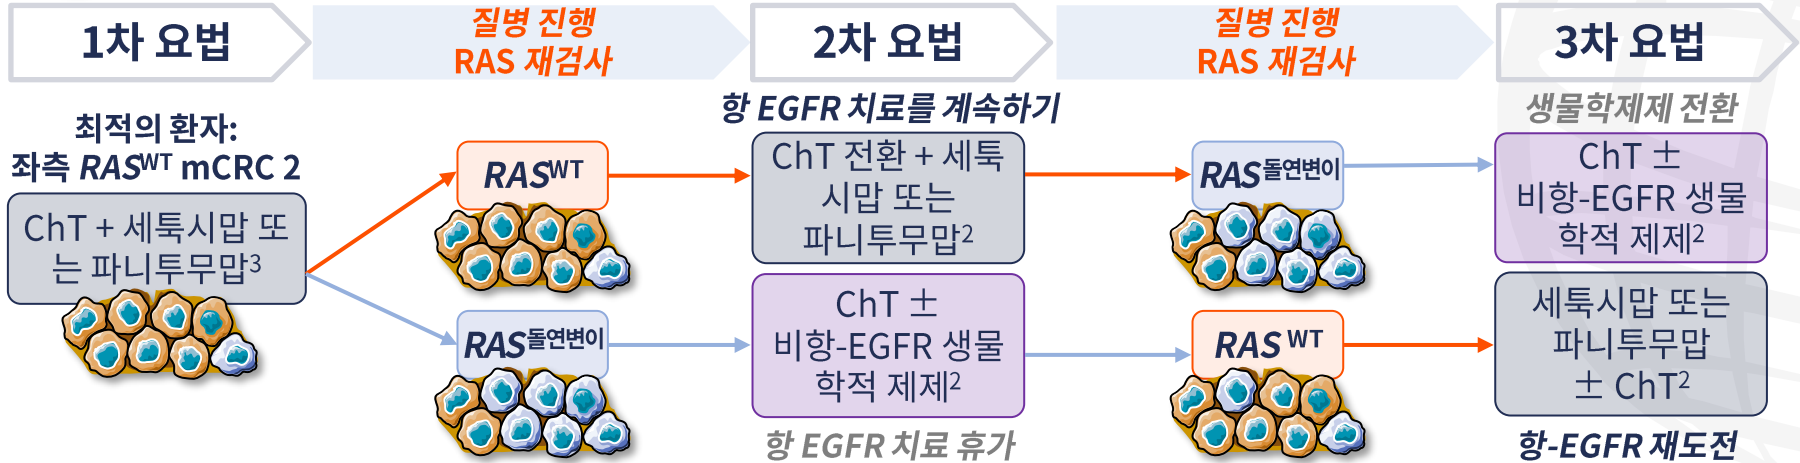 1차 요법
질병 진행
RAS 재검사
2차 요법
질병 진행
RAS 재검사
3차 요법
최적의 환자:
좌측 RASWT mCRC 2
ChT + 세툭시맙 또
는 파니투무맙3
RASWT
RAS돌연변이
항 EGFR 치료를 계속하기
ChT 전환 + 세툭
시맙 또는
파니투무맙2
ChT ±
비항-EGFR 생물
학적 제제2
항 EGFR 치료 휴가
RAS돌연변이
RAS WT
생물학제제 전환
ChT ±
비항-EGFR 생물
학적 제제2
세툭시맙 또는
파니투무맙
± ChT2
항-EGFR 재도전